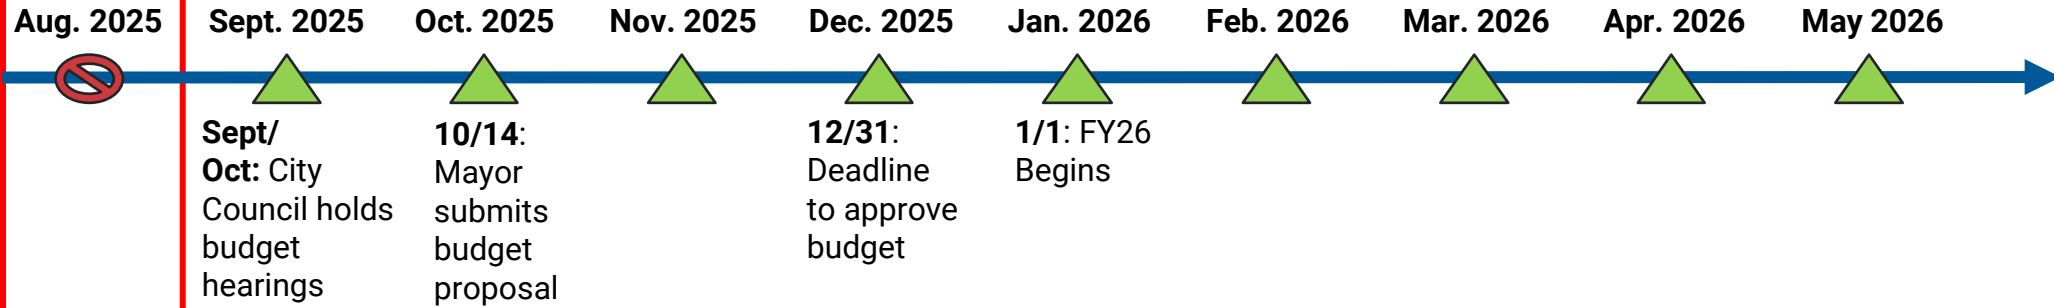 Aug. 2025
Sept. 2025
Oct. 2025
Nov. 2025
Dec. 2025
Jan. 2026
Feb. 2026
Mar. 2026
Apr. 2026
May 2026
Sept/
Oct: City
Council holds
budget
hearings
10/14:
Mayor
submits
budget
proposal
12/31:
Deadline
to approve
budget
1/1: FY26
Begins